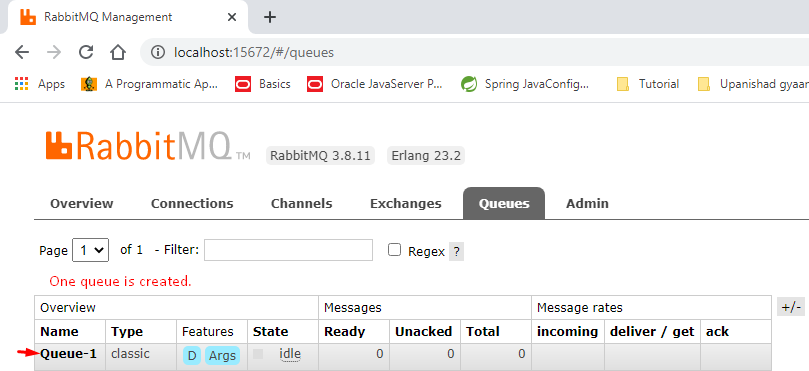 RabbitMQ Management
localhost:15672/#/queues
Apps A Programmatic Ap... Basics Oracle JavaServer P... Spring JavaConfig... Tutorial Upanishad gyaan
RabbitMQ TM RabbitMQ 3.8.11 Erlang 23.2
Overview Connections Channels Exchanges Queues Admin
Page 1 of 1 - Filter: Regex ?
One queue is created.
Overview Messages Message rates +/-
Name Type Features State Ready Unacked Total incoming deliver / get ack
Queue-1 classic D Args idle 0 0 0